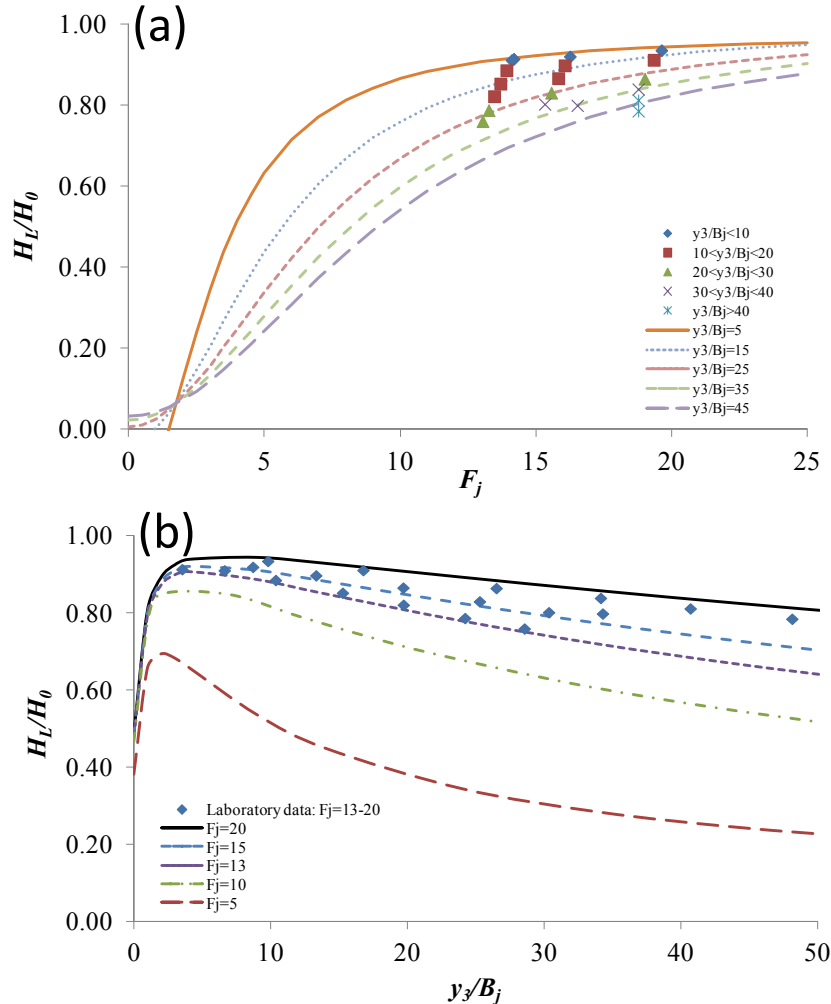 (a)
1.00
0.80
0.60
0.40
0.20
0.00
H_L/H_0
0
5
10
15
20
25
F_j
y3/Bj<10
10<y3/Bj<20
20<y3/Bj<30
30<y3/Bj<40
y3/Bj>40
y3/Bj=5
y3/Bj=15
y3/Bj=25
y3/Bj=35
y3/Bj=45
(b)
1.00
0.80
0.60
0.40
0.20
0.00
H_L/H_0
Laboratory data: Fj=13-20
Fj=20
Fj=15
Fj=13
Fj=10
Fj=5
0
10
20
30
40
50
y_3/B_j